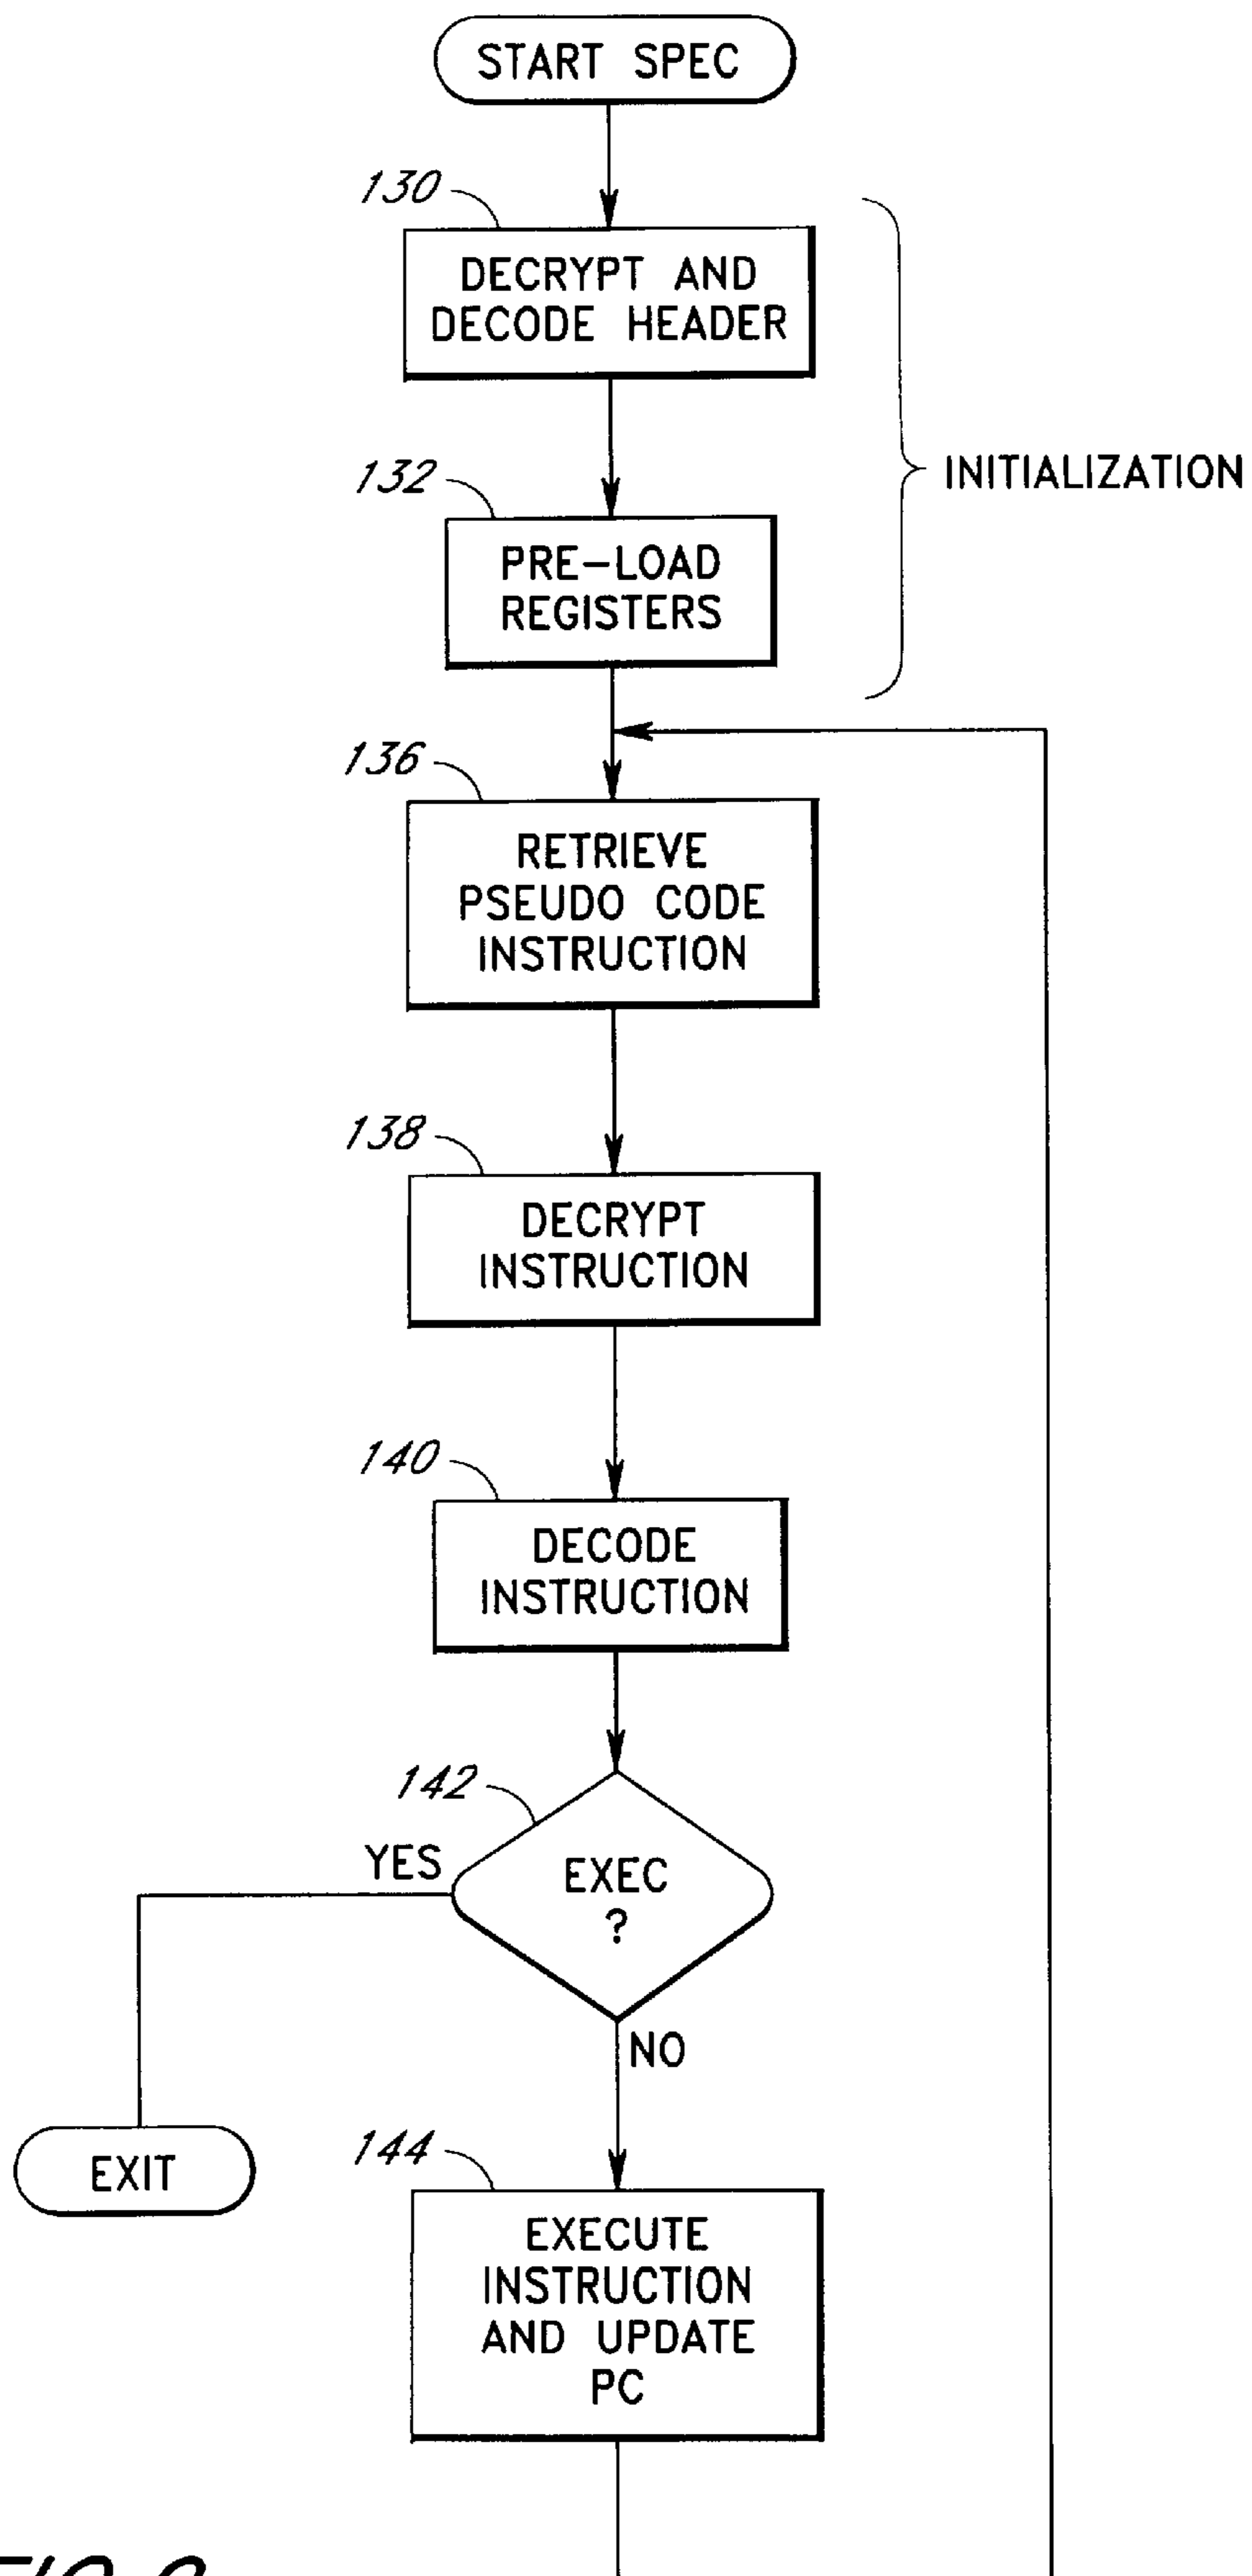 START SPEC
130
DECRYPT AND
DECODE HEADER
INITIALIZATION
132
PRE-LOAD
REGISTERS
136
RETRIEVE
PSEUDO CODE
INSTRUCTION
138
DECRYPT
INSTRUCTION
140
DECODE
INSTRUCTION
142
YES
EXEC
?
NO
EXIT
144
EXECUTE
INSTRUCTION
AND UPDATE
PC